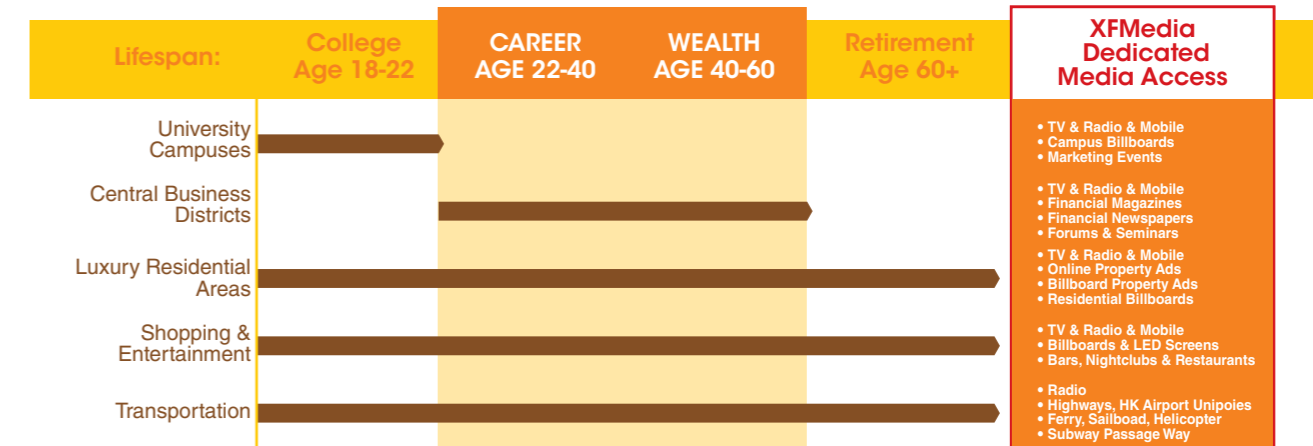 Lifespan:
College
Age 18-22
CAREER
AGE 22-40
WEALTH
AGE 40-60
Retirement
Age 60+
XFMedia
Dedicated
Media Access
University
Campuses
• TV & Radio & Mobile
• Campus Billboards
• Marketing Events
Central Business
Districts
• TV & Radio & Mobile
• Financial Magazines
• Financial Newspapers
• Forums & Seminars
Luxury Residential
Areas
• TV & Radio & Mobile
• Online Property Ads
• Billboard Property Ads
• Residential Billboards
Shopping &
Entertainment
• TV & Radio & Mobile
• Billboards & LED Screens
• Bars, Nightclubs & Restaurants
Transportation
• Radio
• Highways, HK Airport Unipoies
• Ferry, Sailboad, Helicopter
• Subway Passage Way